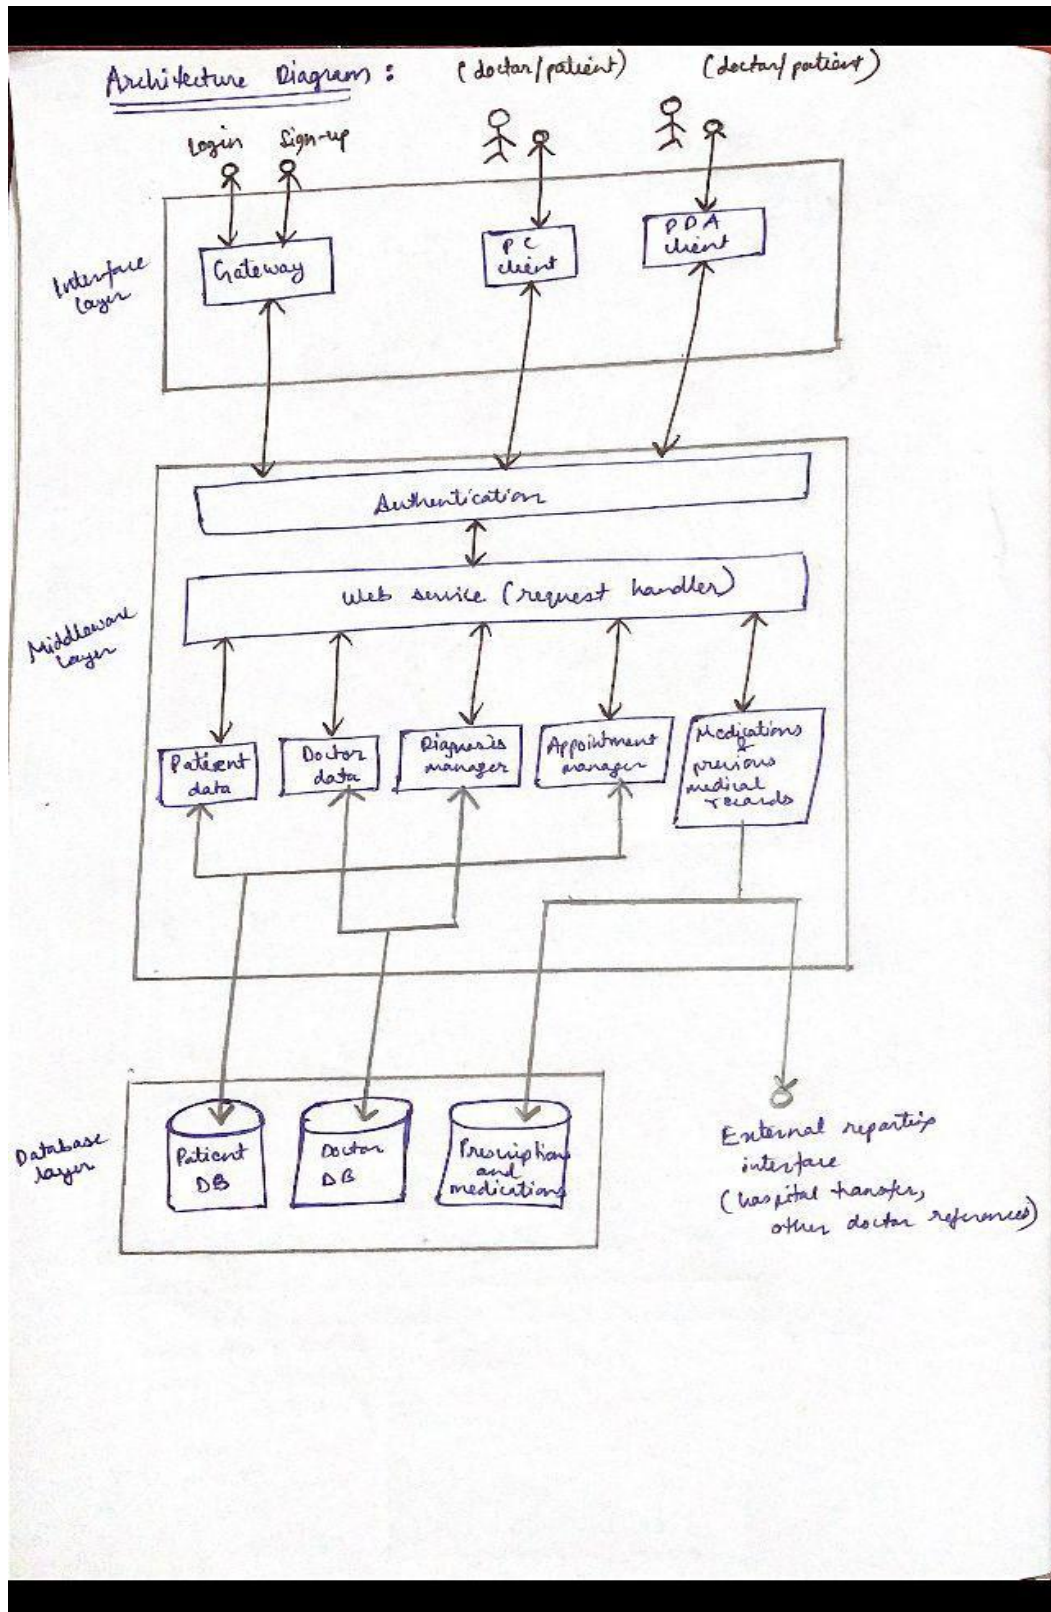 Architecture Diagram :
(doctor/patient)
(doctor/patient)
Login
Sign-up
Interface
Layer
Gateway
PC
client
PDA
client
Middleware
Layer
Authentication
Web service (request handler)
Patient
data
Doctor
data
Diagnosis
manager
Appointment
manager
Medications
&
previous
medical
records
Database
layer
Patient
DB
Doctor
DB
Prescription
and
medications
External reporting
interface
(hospital transfer,
other doctor references)